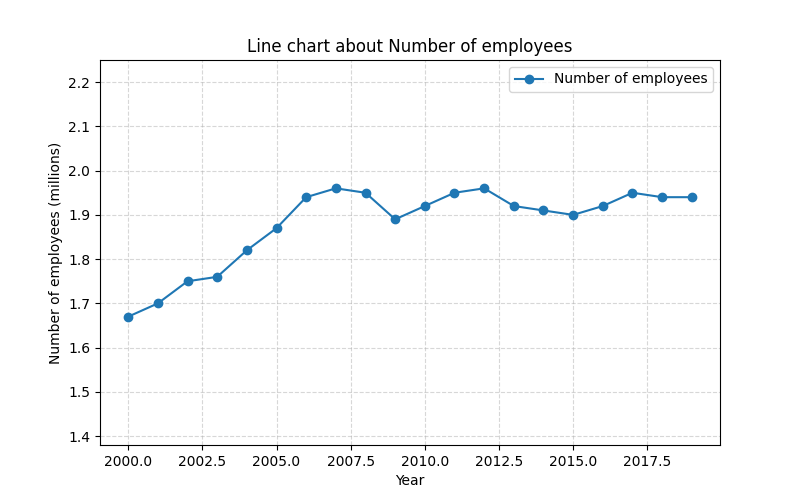 Line chart about Number of employees
Number of employees
Number of employees (millions)
2.2
2.1
2.0
1.9
1.8
1.7
1.6
1.5
1.4
2000.0 2002.5 2005.0 2007.5 2010.0 2012.5 2015.0 2017.5
Year